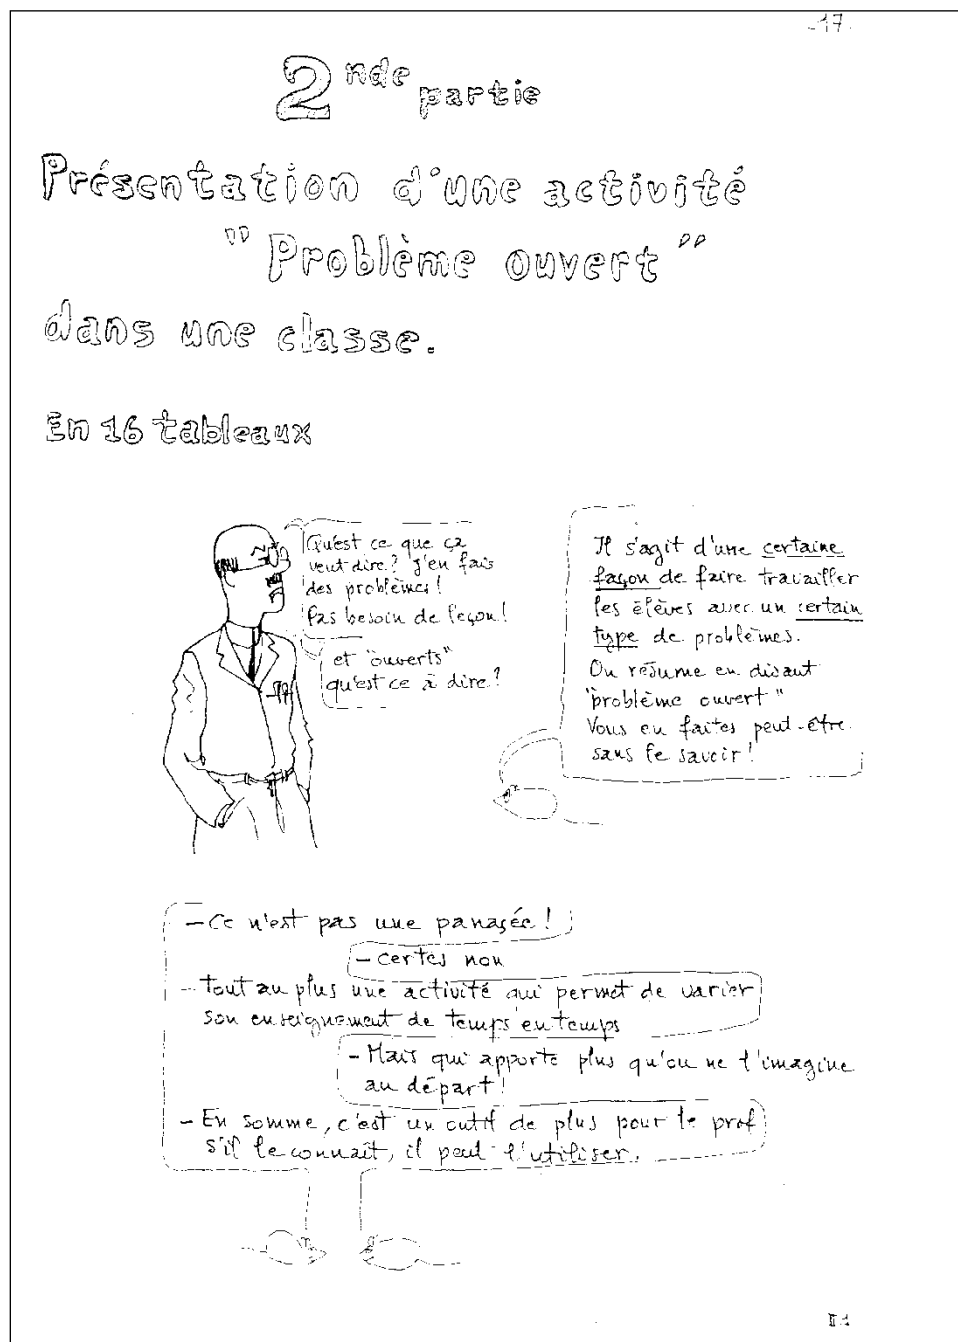 -17-
2nde partie
Présentation d'une activité
"Problème ouvert"
dans une classe.
En 16 tableaux
Qu'est ce que ça
veut dire? J'en fais
des problèmes!
Pas besoin de leçon!
et "ouverts"
qu'est ce à dire?
Il s'agit d'une certaine
façon de faire travailler
les élèves avec un certain
type de problèmes.
On résume en disant
"problème ouvert"
Vous en faites peut-être
sans le savoir!
- Ce n'est pas une panacée!
- Certes non
- Tout au plus une activité qui permet de varier
son enseignement de temps en temps
- Mais qui apporte plus qu'on ne l'imagine
au départ!
- En somme, c'est un outil de plus pour le prof
s'il le connaît, il peut l'utiliser.
II 1